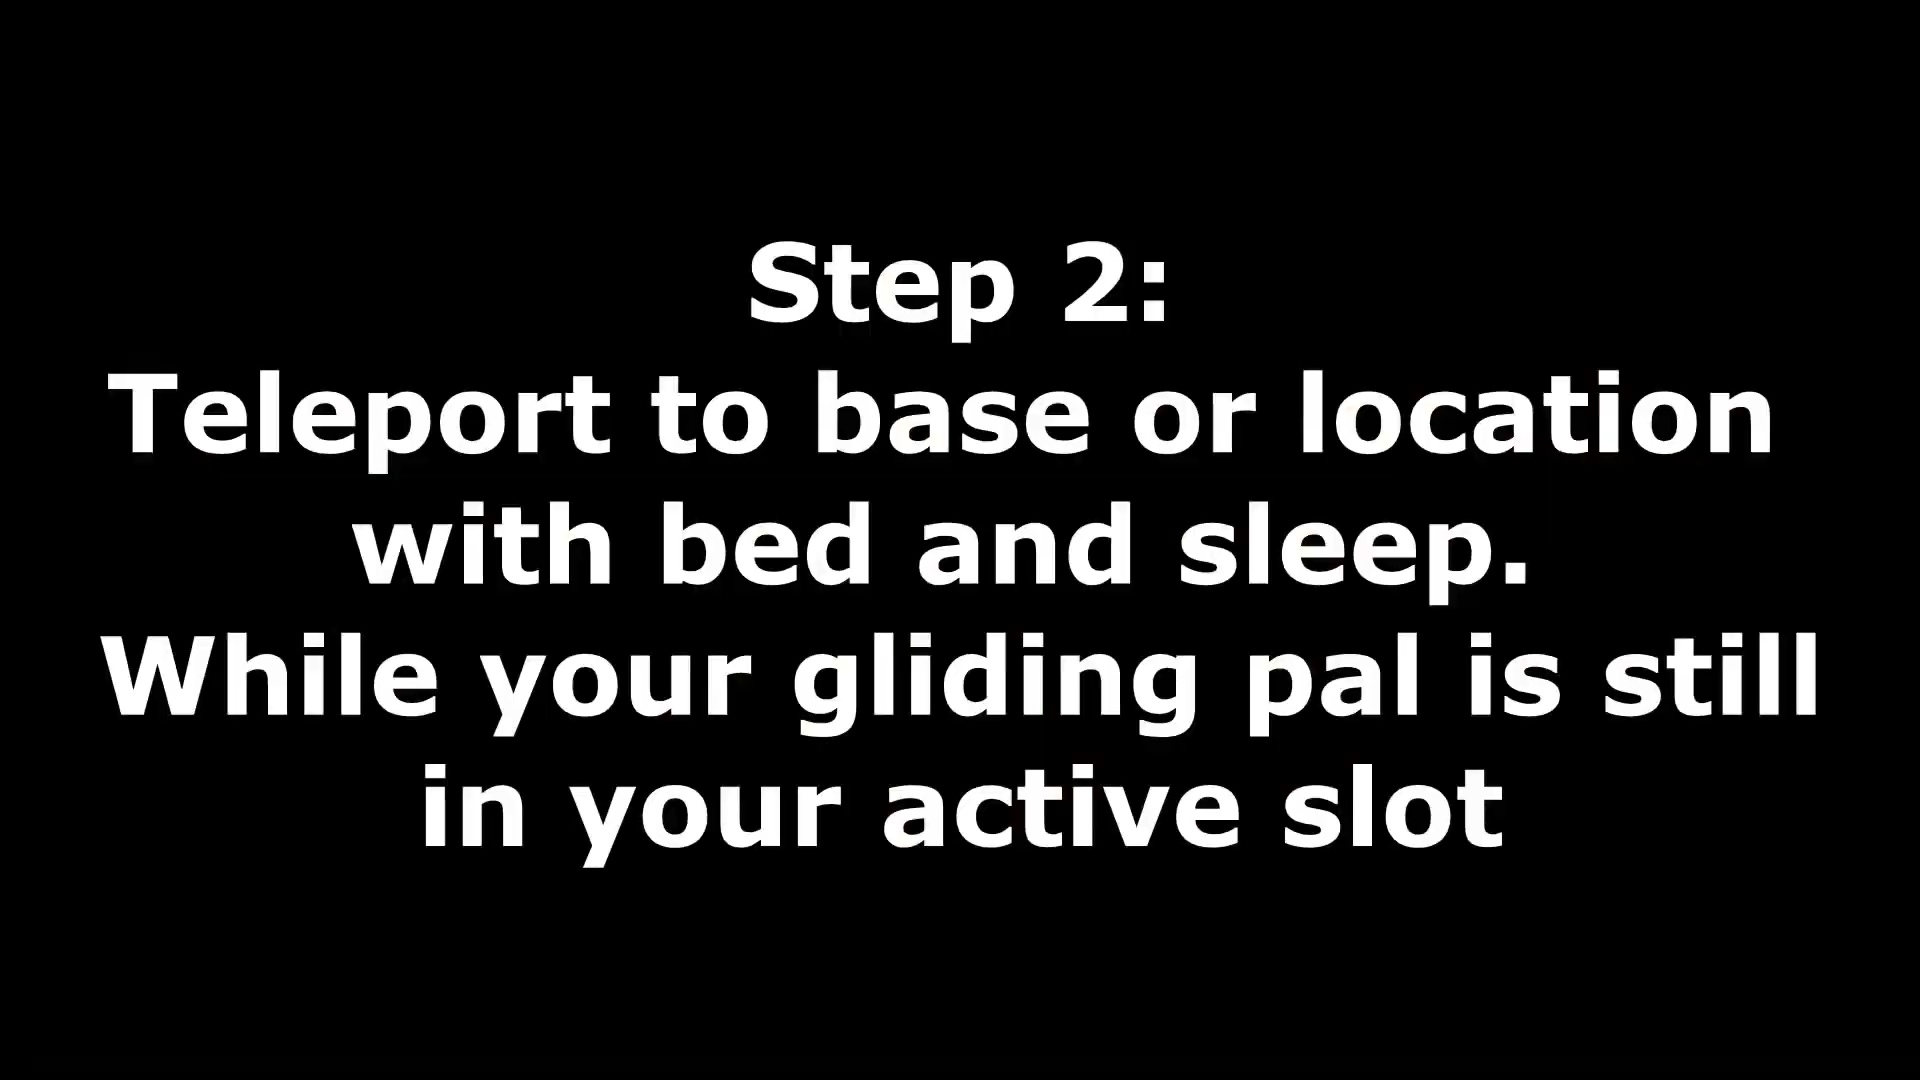 Step 2:
Teleport to base or location
with bed and sleep.
While your gliding pal is still
in your active slot